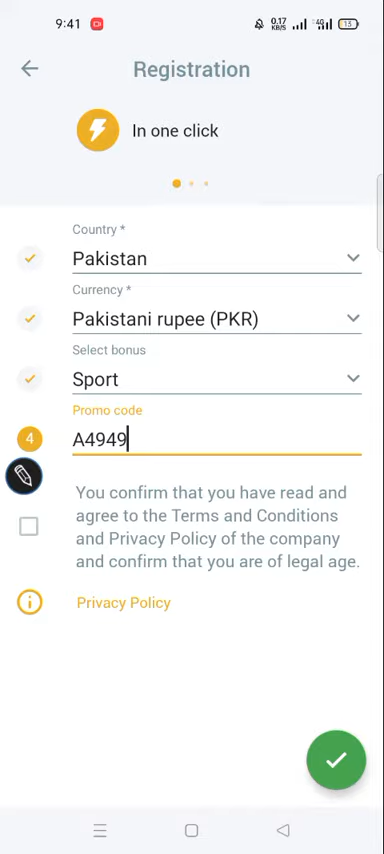 9:41
0.17
KB/S
4G
15
Registration
In one click
Country *
Pakistan
Currency *
Pakistani rupee (PKR)
Select bonus
Sport
Promo code
4
A4949
You confirm that you have read and
agree to the Terms and Conditions
and Privacy Policy of the company
and confirm that you are of legal age.
Privacy Policy